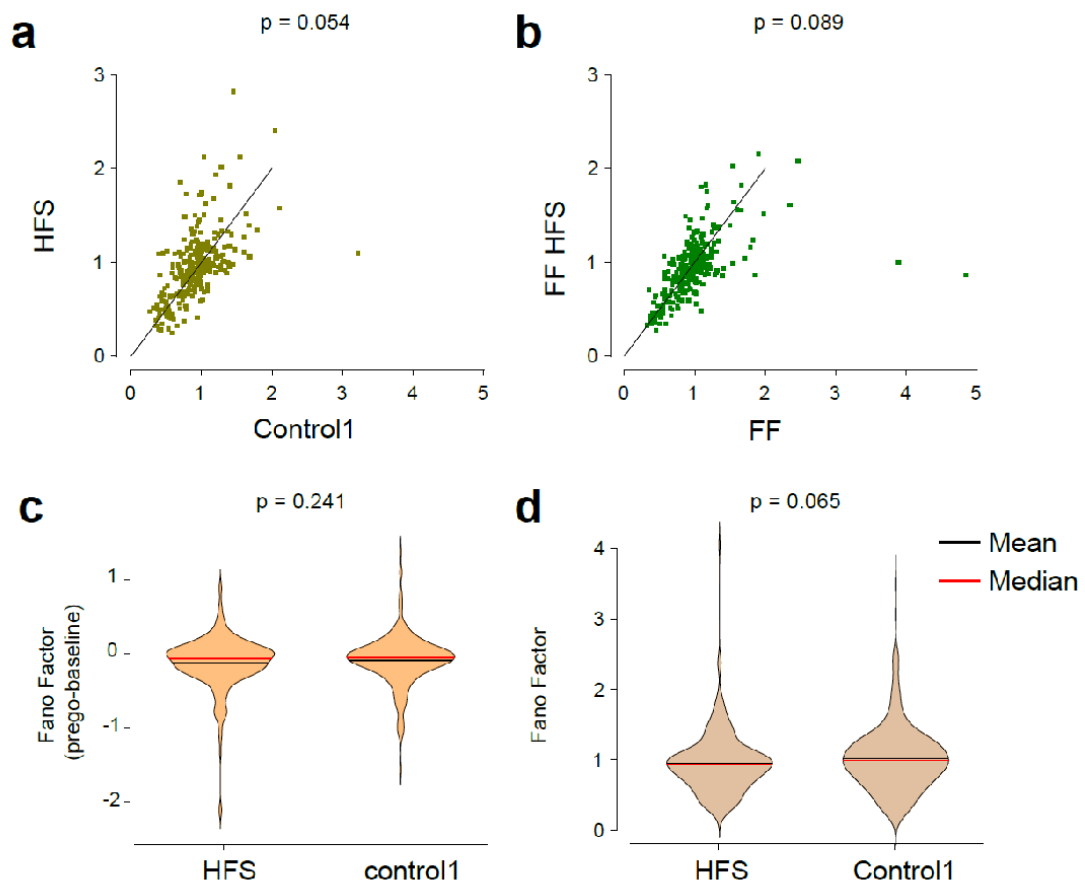 a
p = 0.054
HFS
3
2
1
0
0 1 2 3 4 5
Control1
b
p = 0.089
FF HFS
3
2
1
0
0 1 2 3 4 5
FF
c
p = 0.241
Fano Factor
(prego-baseline)
1
0
-1
-2
HFS control1
d
p = 0.065
Fano Factor
4
3
2
1
0
HFS Control1
Mean
Median